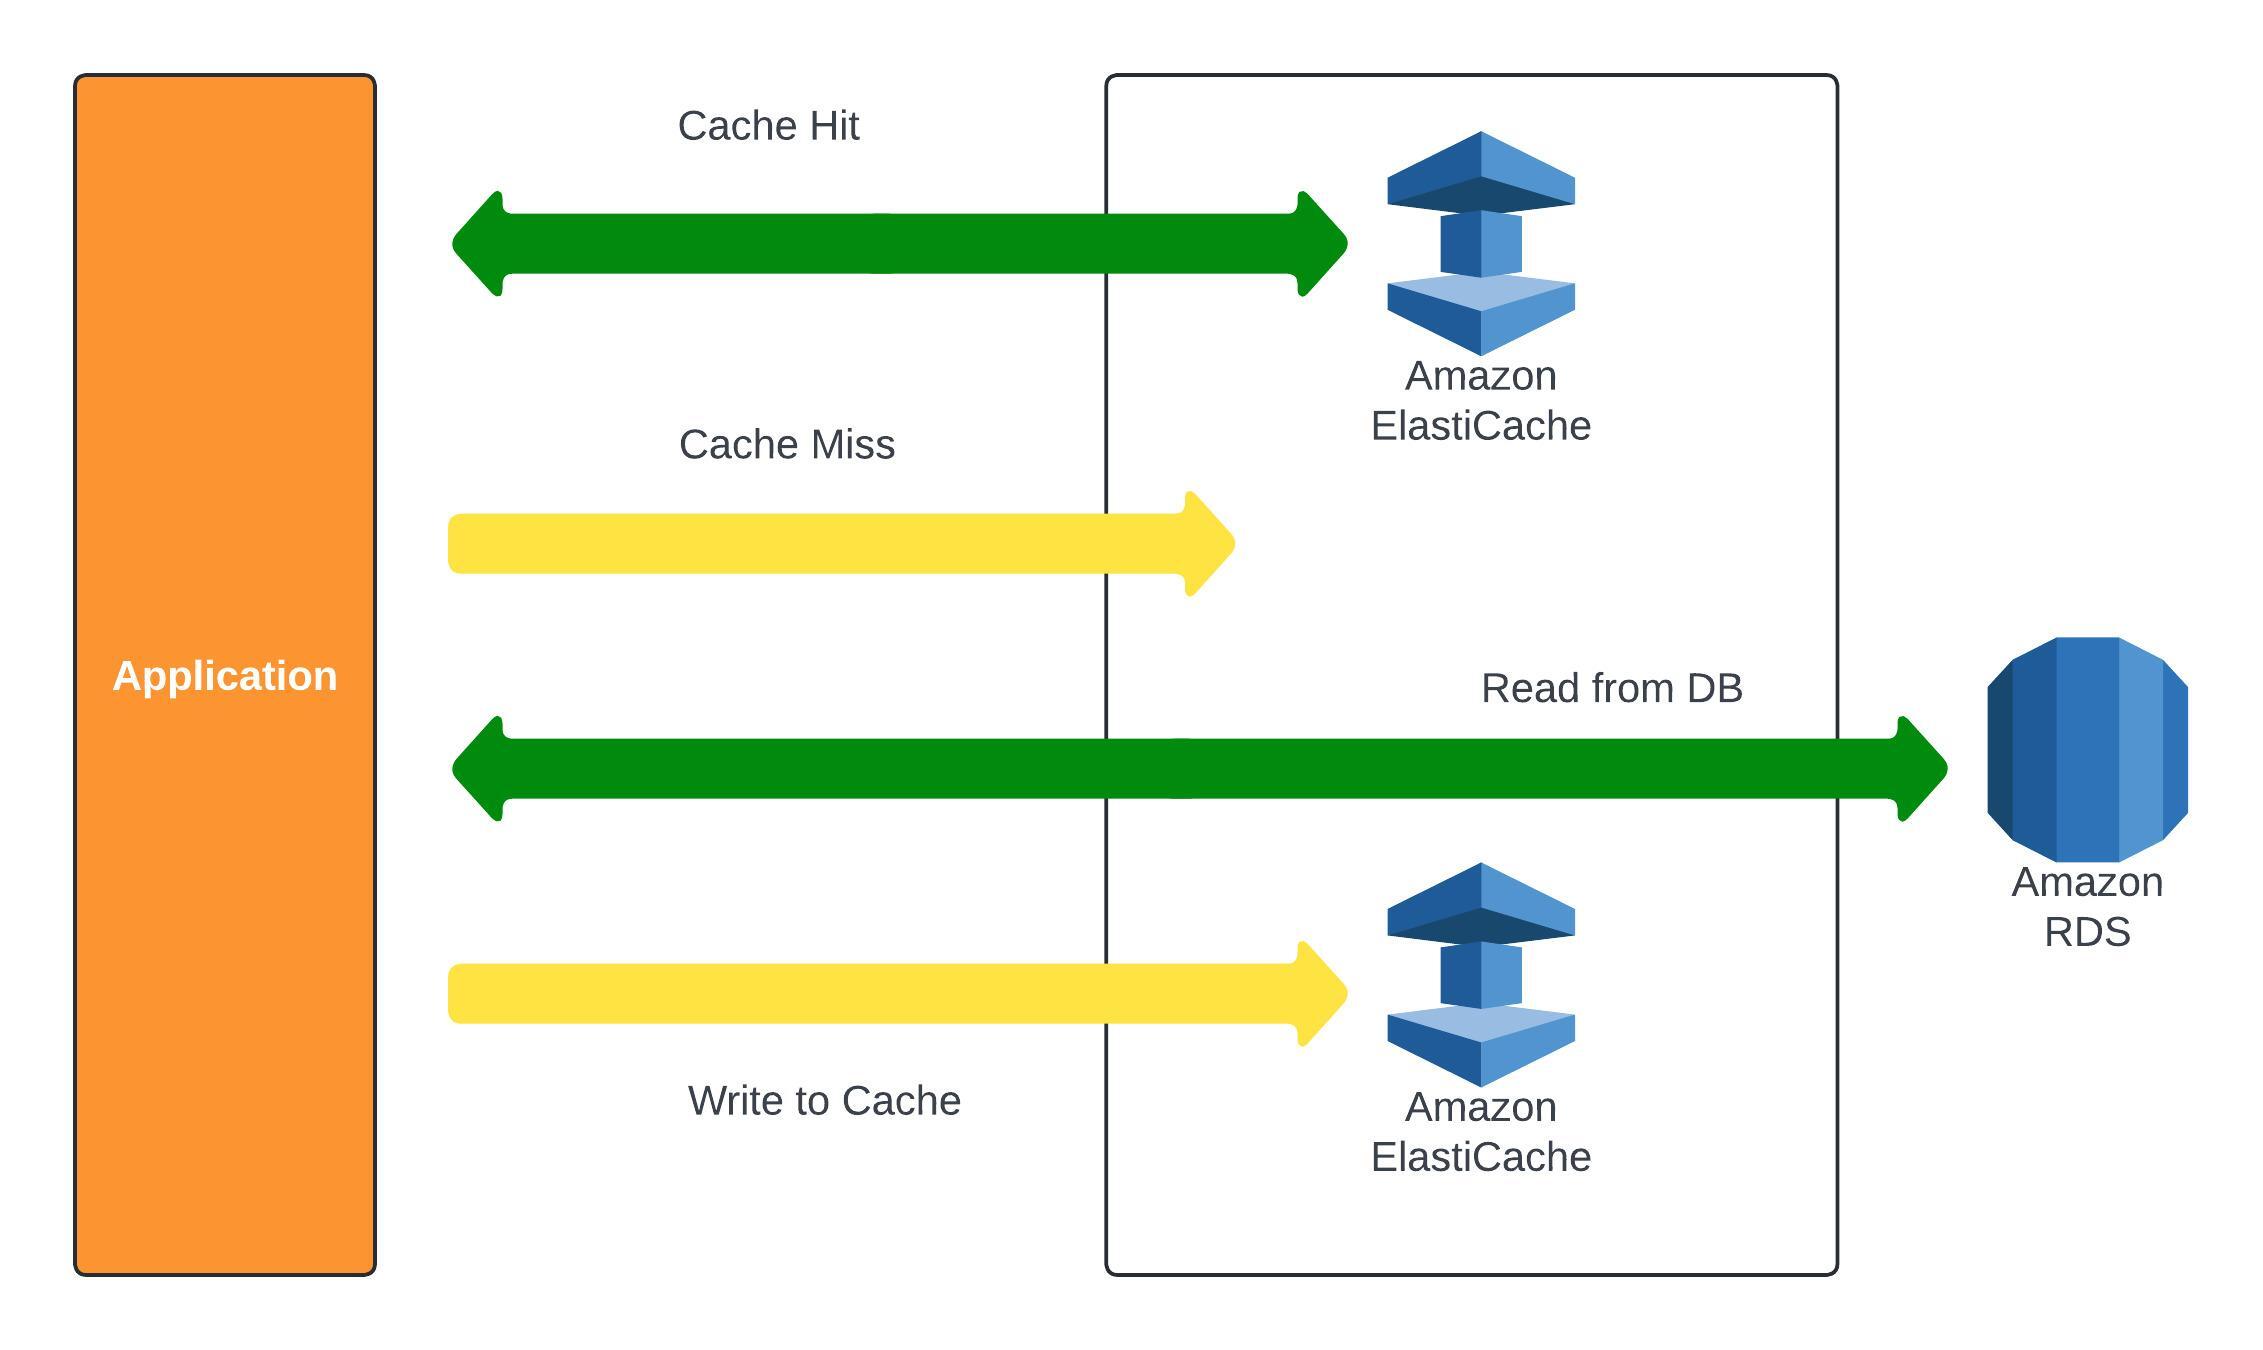 Cache Hit
Amazon
ElastiCache
Cache Miss
Application
Read from DB
Amazon
RDS
Amazon
ElastiCache
Write to Cache